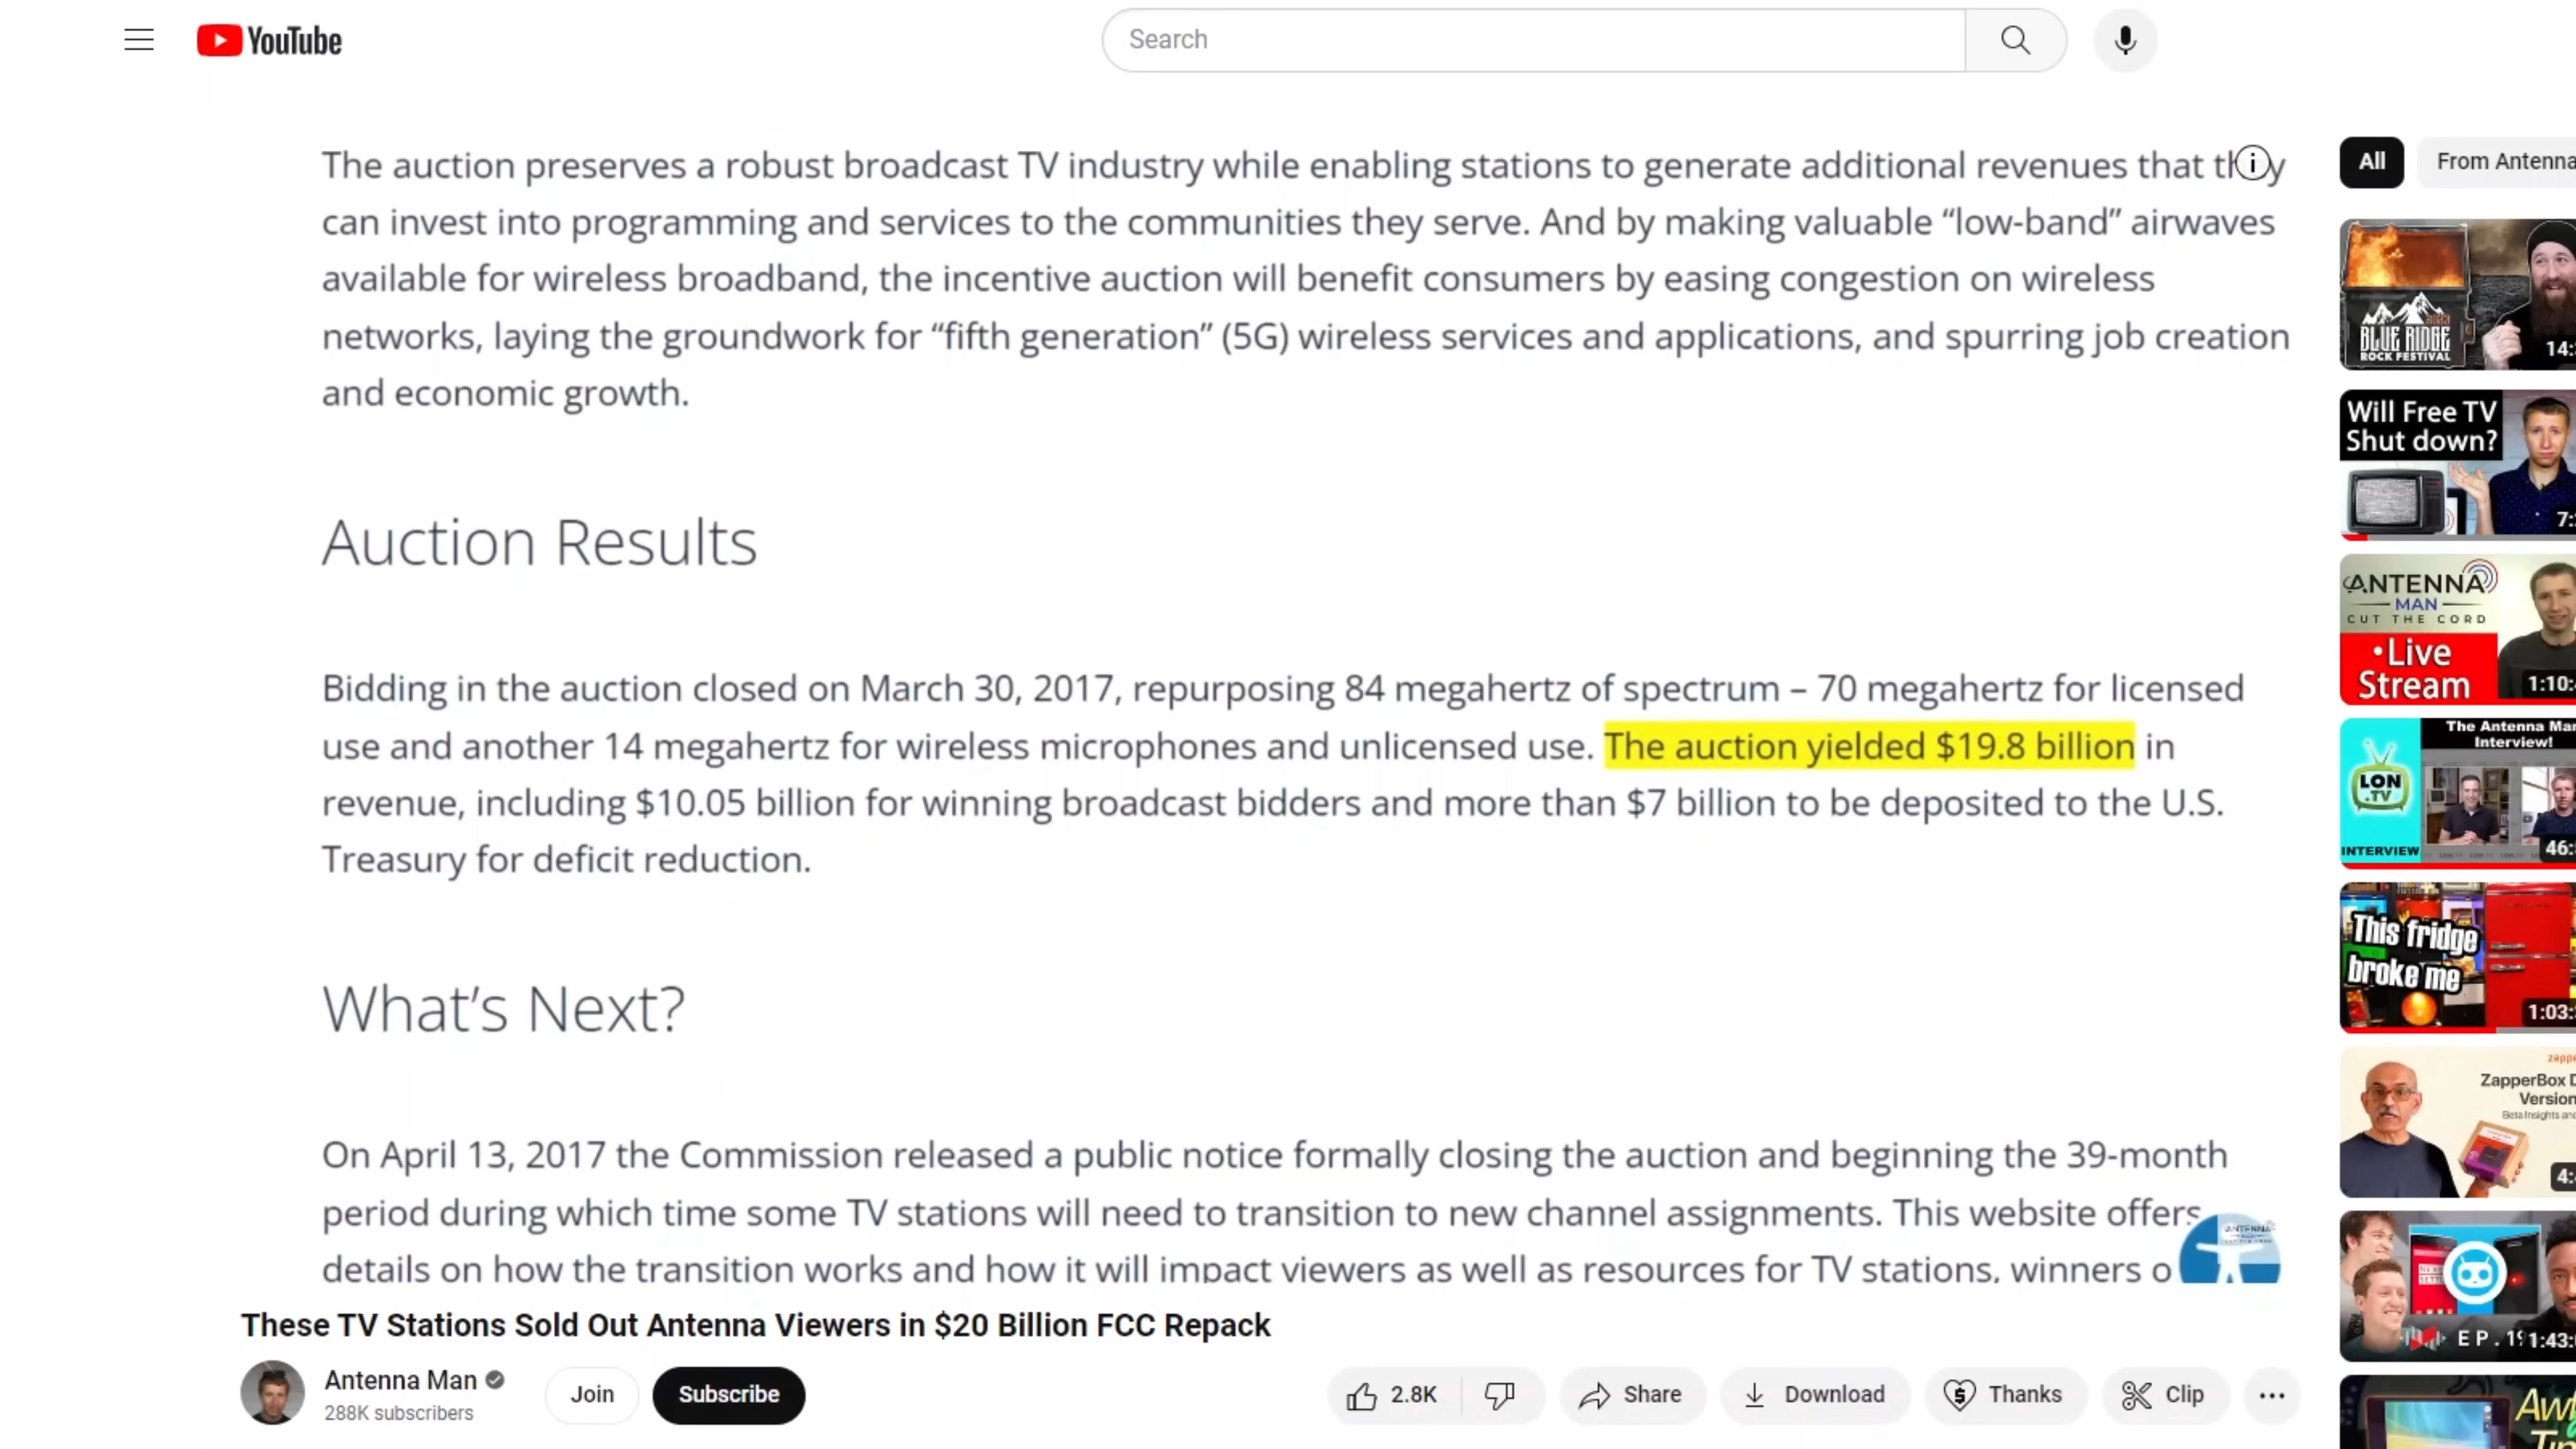 YouTube
Search
The auction preserves a robust broadcast TV industry while enabling stations to generate additional revenues that they
can invest into programming and services to the communities they serve. And by making valuable “low-band” airwaves
available for wireless broadband, the incentive auction will benefit consumers by easing congestion on wireless
networks, laying the groundwork for “fifth generation” (5G) wireless services and applications, and spurring job creation
and economic growth.
Auction Results
Bidding in the auction closed on March 30, 2017, repurposing 84 megahertz of spectrum – 70 megahertz for licensed
use and another 14 megahertz for wireless microphones and unlicensed use. The auction yielded $19.8 billion in
revenue, including $10.05 billion for winning broadcast bidders and more than $7 billion to be deposited to the U.S.
Treasury for deficit reduction.
What’s Next?
On April 13, 2017 the Commission released a public notice formally closing the auction and beginning the 39-month
period during which time some TV stations will need to transition to new channel assignments. This website offers
details on how the transition works and how it will impact viewers as well as resources for TV stations, winners o
These TV Stations Sold Out Antenna Viewers in $20 Billion FCC Repack
Antenna Man
288K subscribers
Join
Subscribe
2.8K
Share
Download
Thanks
Clip
All
From Antenna
BLUE RIDGE
ROCK FESTIVAL
14:
Will Free TV
Shut down?
7:
ANTENNA
MAN
CUT THE CORD
•Live
Stream
1:10:
The Antenna Man
Interview!
LON
.TV
INTERVIEW
46:
This fridge
broke me
1:03:
ZapperBox
Version
Beta Insights
4:
EP.
1:43: